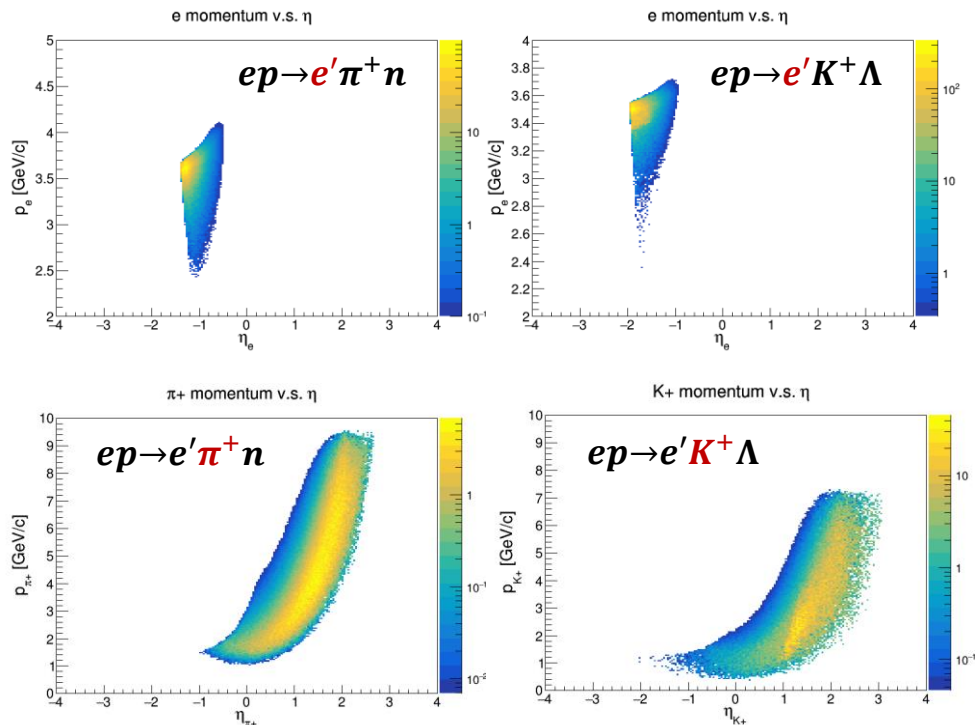 e momentum v.s. η
ep→e′π⁺n
p_e [GeV/c]
5
4.5
4
3.5
3
2.5
2
−4 −3 −2 −1 0 1 2 3 4
η_e
10
1
10⁻¹
e momentum v.s. η
ep→e′K⁺Λ
p_e [GeV/c]
4
3.8
3.6
3.4
3.2
3
2.8
2.6
2.4
2.2
2
−4 −3 −2 −1 0 1 2 3 4
η_e
10²
10
1
π+ momentum v.s. η
ep→e′π⁺n
p_π+ [GeV/c]
10
9
8
7
6
5
4
3
2
1
0
−4 −3 −2 −1 0 1 2 3 4
η_π+
1
10⁻¹
10⁻²
K+ momentum v.s. η
ep→e′K⁺Λ
p_K+ [GeV/c]
10
9
8
7
6
5
4
3
2
1
0
−4 −3 −2 −1 0 1 2 3 4
η_K+
10
1
10⁻¹